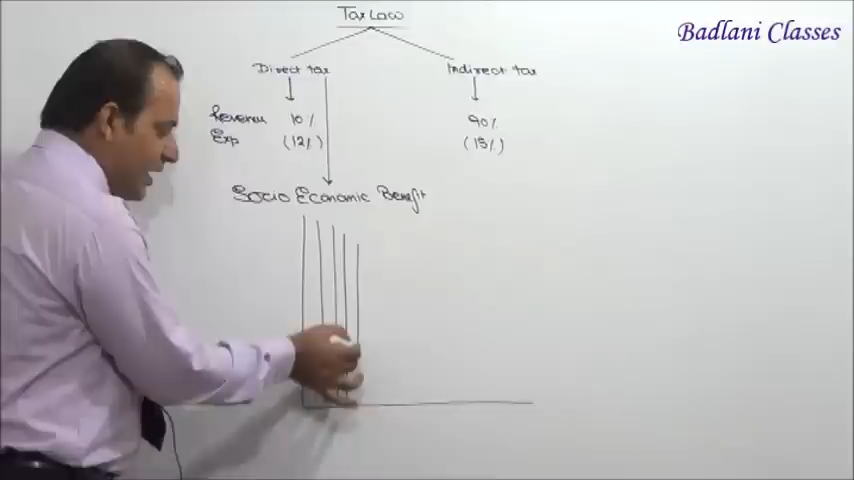 Tax Law
Badlani Classes
Direct tax Indirect tax
Revenu 10% 90%
Exp (12%) (15%)
Socio Economic Benefit